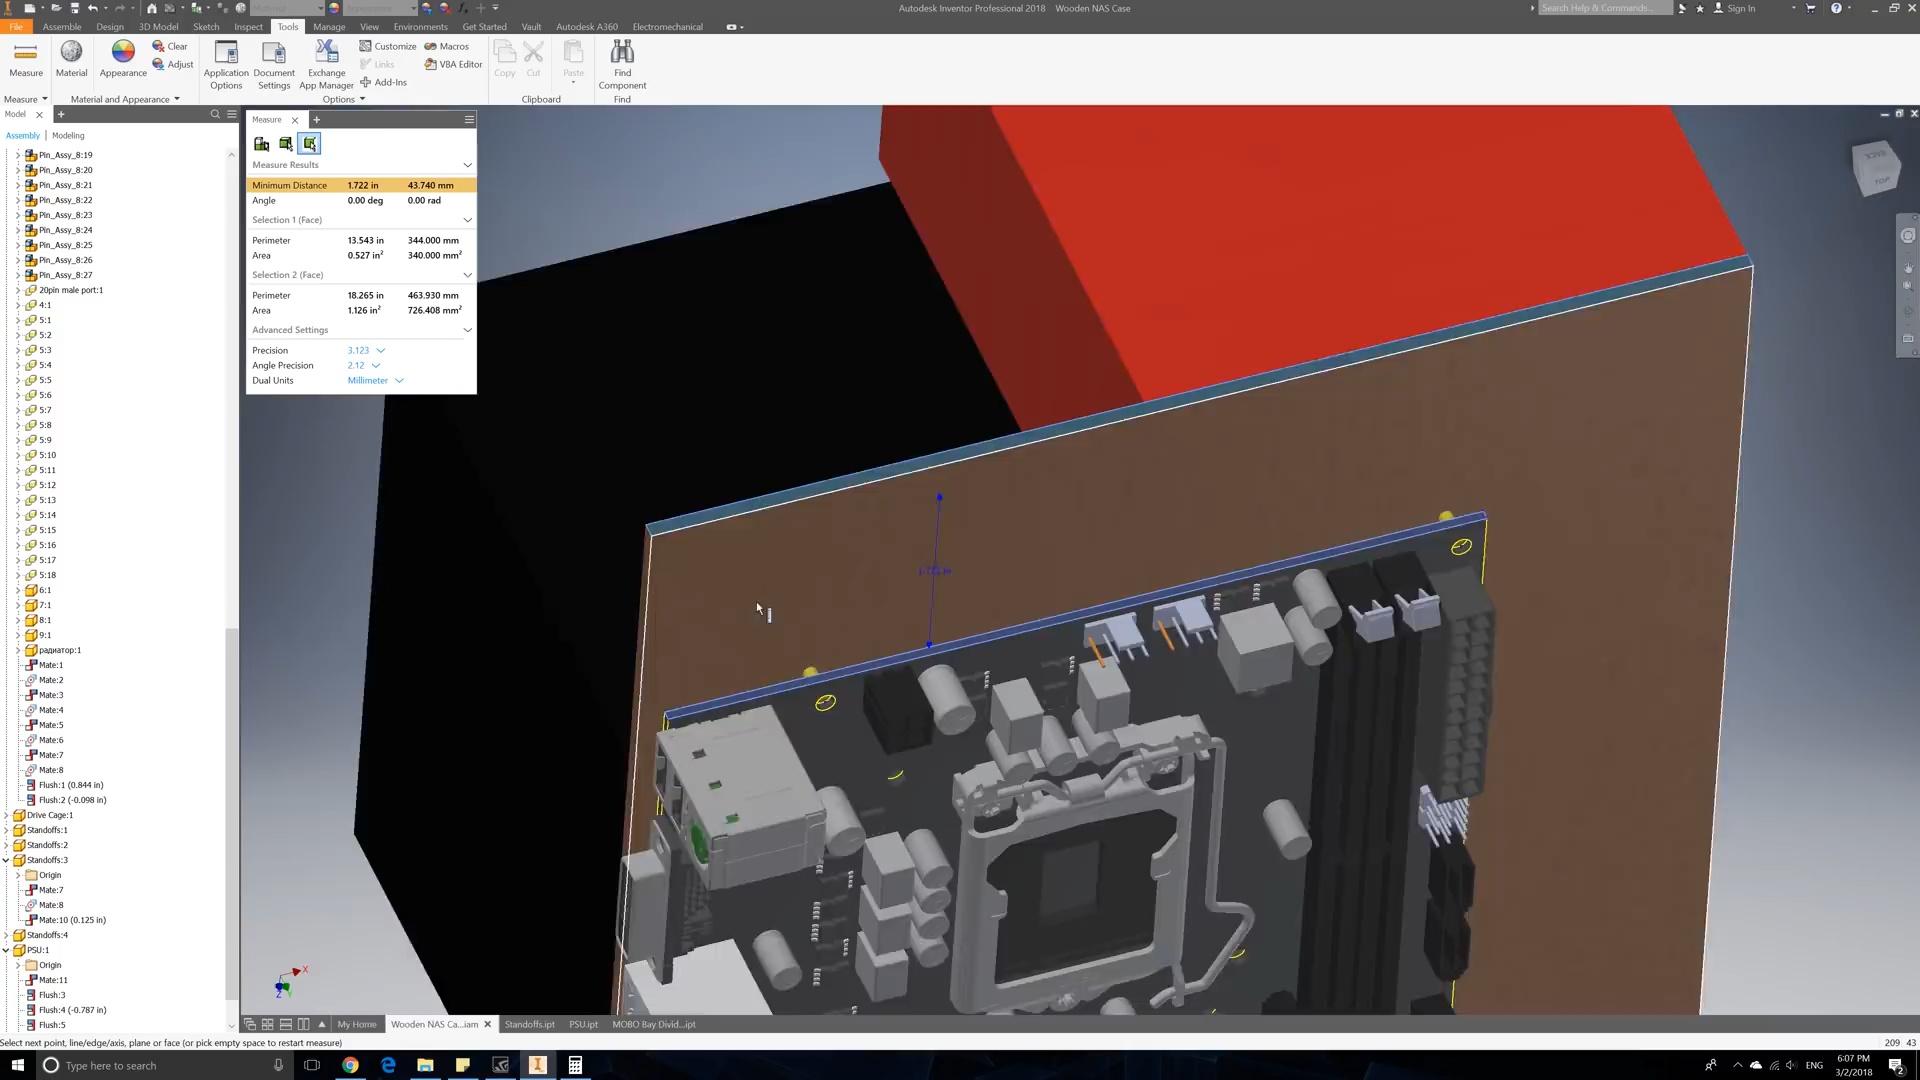 Autodesk Inventor Professional 2018 Wooden NAS Case
Search Help & Commands...
Sign In
File Assemble Design 3D Model Sketch Inspect Tools Manage View Environments Get Started Vault Autodesk A360 Electromechanical
Measure
Material
Appearance
Clear
Adjust
Application Options
Document Settings
Exchange App Manager
Customize
Links
Add-Ins
Macros
VBA Editor
Copy
Cut
Paste
Find Component
Measure
Material and Appearance
Options
Clipboard
Find
Model
Assembly | Modeling
Pin_Assy_8:19
Pin_Assy_8:20
Pin_Assy_8:21
Pin_Assy_8:22
Pin_Assy_8:23
Pin_Assy_8:24
Pin_Assy_8:25
Pin_Assy_8:26
Pin_Assy_8:27
20pin male port:1
4:1
5:1
5:2
5:3
5:4
5:5
5:6
5:7
5:8
5:9
5:10
5:11
5:12
5:13
5:14
5:15
5:16
5:17
5:18
6:1
7:1
8:1
9:1
радиатор:1
Mate:1
Mate:2
Mate:3
Mate:4
Mate:5
Mate:6
Mate:7
Mate:8
Flush:1 (0.844 in)
Flush:2 (-0.098 in)
Drive Cage:1
Standoffs:1
Standoffs:2
Standoffs:3
Origin
Mate:7
Mate:8
Mate:10 (0.125 in)
Standoffs:4
PSU:1
Origin
Mate:11
Flush:3
Flush:4 (-0.787 in)
Flush:5
Measure
Measure Results
Minimum Distance 1.722 in 43.740 mm
Angle 0.00 deg 0.00 rad
Selection 1 (Face)
Perimeter 13.543 in 344.000 mm
Area 0.527 in² 340.000 mm²
Selection 2 (Face)
Perimeter 18.265 in 463.930 mm
Area 1.126 in² 726.408 mm²
Advanced Settings
Precision 3.123
Angle Precision 2.12
Dual Units Millimeter
BACK
TOP
X
Z
My Home Wooden NAS Ca...iam Standoffs.ipt PSU.ipt MOBO Bay Divid...ipt
Select next point, line/edge/axis, plane or face (or pick empty space to restart measure)
209 43
Type here to search
ENG
6:07 PM
3/2/2018
2